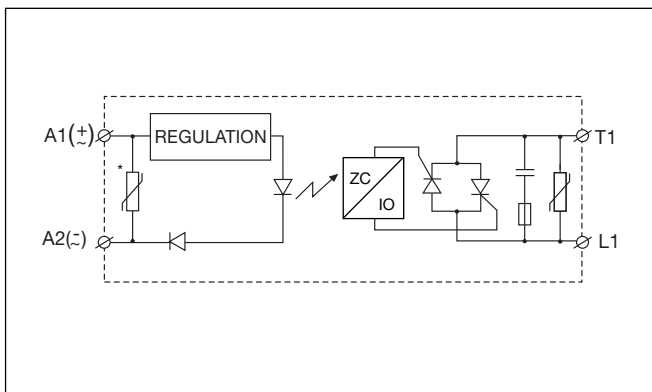 A1(+~)
REGULATION
T1
*
ZC
IO
A2(-~)
L1